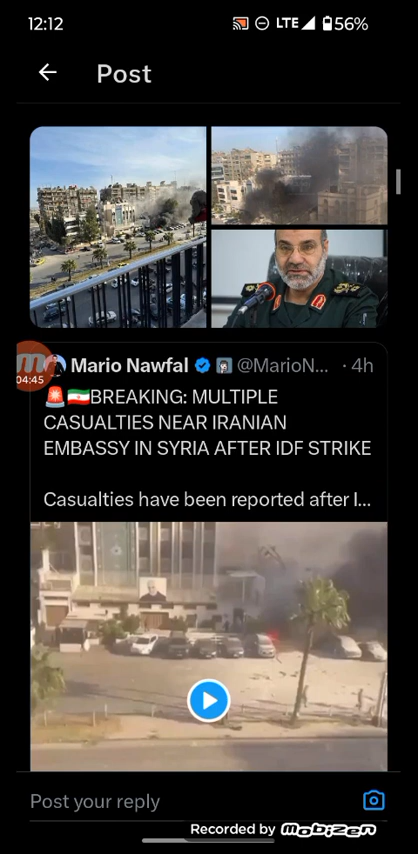 12:12
LTE 56%
Post
Mario Nawfal @MarioN... · 4h
04:45
BREAKING: MULTIPLE
CASUALTIES NEAR IRANIAN
EMBASSY IN SYRIA AFTER IDF STRIKE
Casualties have been reported after I...
Post your reply
Recorded by mobizen